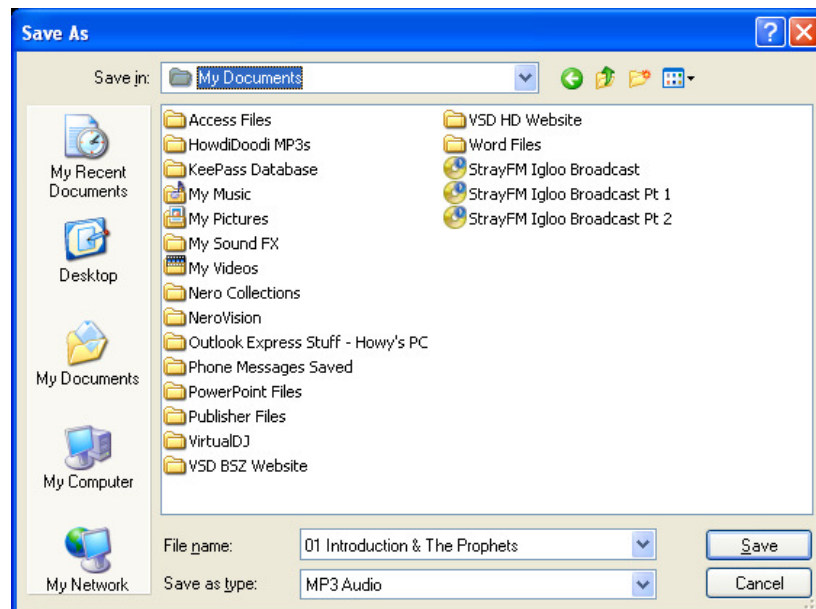 Save As
Save in:
My Documents
My Recent
Documents
Desktop
My Documents
My Computer
My Network
Access Files
HowdiDoodi MP3s
KeePass Database
My Music
My Pictures
My Sound FX
My Videos
Nero Collections
NeroVision
Outlook Express Stuff - Howy's PC
Phone Messages Saved
PowerPoint Files
Publisher Files
VirtualDJ
VSD BSZ Website
VSD HD Website
Word Files
StrayFM Igloo Broadcast
StrayFM Igloo Broadcast Pt 1
StrayFM Igloo Broadcast Pt 2
File name:
01 Introduction & The Prophets
Save
Save as type:
MP3 Audio
Cancel